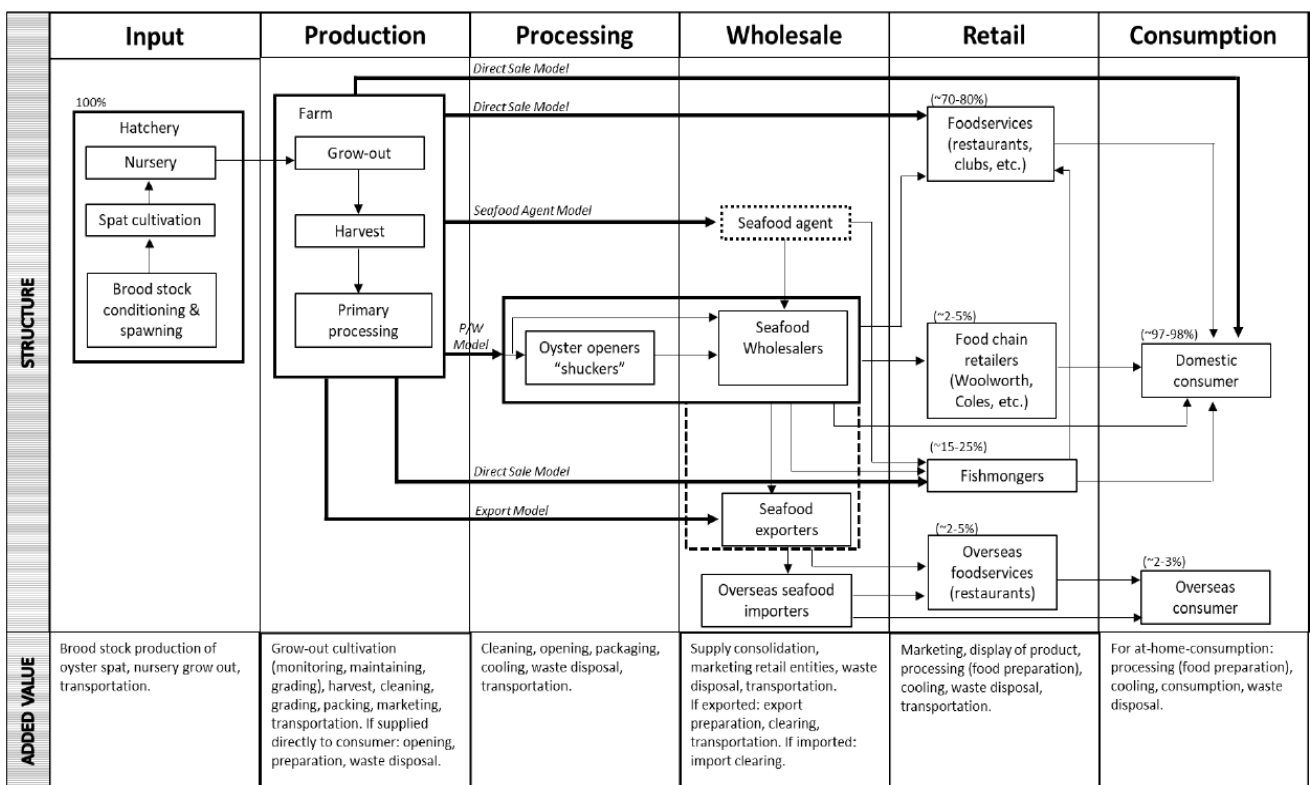 Input
Production
Processing
Wholesale
Retail
Consumption
STRUCTURE
100%
Hatchery
Nursery
Spat cultivation
Brood stock
conditioning &
spawning
Farm
Grow-out
Harvest
Primary
processing
Direct Sale Model
Direct Sale Model
Seafood Agent Model
P/W
Model
Direct Sale Model
Export Model
Oyster openers
"shuckers"
Seafood agent
Seafood
Wholesalers
Seafood
exporters
Overseas seafood
importers
(~70-80%)
Foodservices
(restaurants,
clubs, etc.)
(~2-5%)
Food chain
retailers
(Woolworth,
Coles, etc.)
(~15-25%)
Fishmongers
(~2-5%)
Overseas
foodservices
(restaurants)
(~97-98%)
Domestic
consumer
(~2-3%)
Overseas
consumer
ADDED VALUE
Brood stock production of
oyster spat, nursery grow out,
transportation.
Grow-out cultivation
(monitoring, maintaining,
grading), harvest, cleaning,
grading, packing, marketing,
transportation. If supplied
directly to consumer: opening,
preparation, waste disposal.
Cleaning, opening, packaging,
cooling, waste disposal,
transportation.
Supply consolidation,
marketing retail entities, waste
disposal, transportation.
If exported: export
preparation, clearing,
transportation. If imported:
import clearing.
Marketing, display of product,
processing (food preparation),
cooling, waste disposal,
transportation.
For at-home-consumption:
processing (food preparation),
cooling, consumption, waste
disposal.